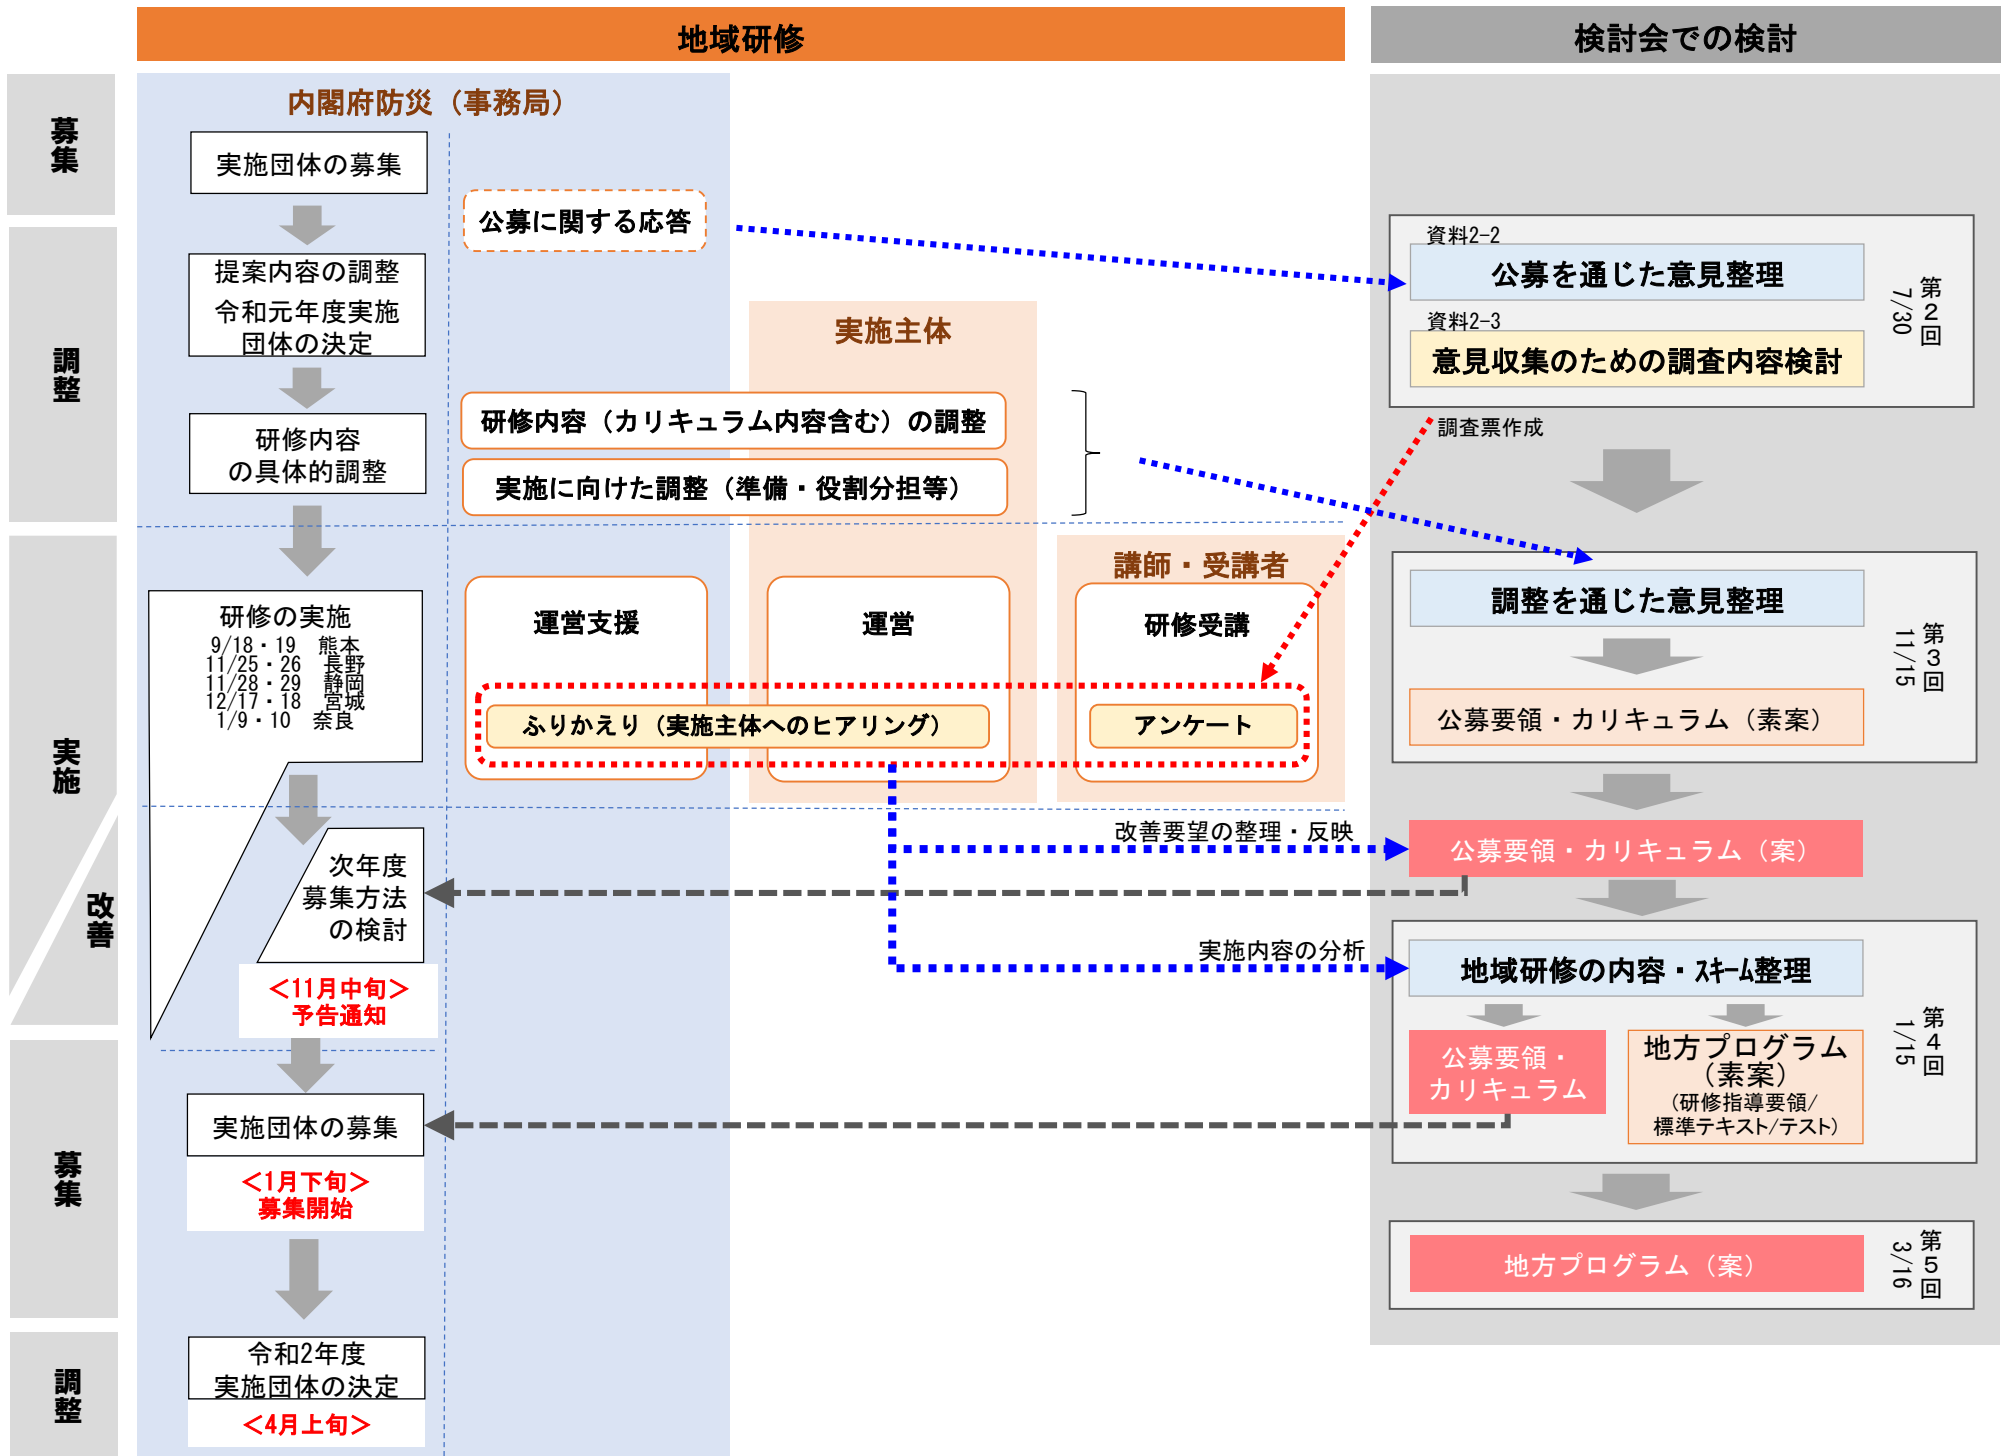 地域研修
検討会での検討
募集
調整
実施
改善
募集
調整
内閣府防災（事務局）
実施団体の募集
公募に関する応答
提案内容の調整
令和元年度実施
団体の決定
実施主体
研修内容
の具体的調整
研修内容（カリキュラム内容含む）の調整
実施に向けた調整（準備・役割分担等）
講師・受講者
研修の実施
9/18・19　熊本
11/25・26　長野
11/28・29　静岡
12/17・18　宮城
1/9・10　奈良
運営支援
運営
研修受講
ふりかえり（実施主体へのヒアリング）
アンケート
次年度
募集方法
の検討
＜11月中旬＞
予告通知
実施団体の募集
＜1月下旬＞
募集開始
令和2年度
実施団体の決定
＜4月上旬＞
改善要望の整理・反映
実施内容の分析
資料2-2
公募を通じた意見整理
資料2-3
意見収集のための調査内容検討
第2回
7/30
調査票作成
調整を通じた意見整理
公募要領・カリキュラム（素案）
第3回
11/15
公募要領・カリキュラム（案）
地域研修の内容・ｽｷｰﾑ整理
公募要領・
カリキュラム
地方プログラム
（素案）
（研修指導要領/
標準テキスト/テスト）
第4回
1/15
地方プログラム（案）
第5回
3/16